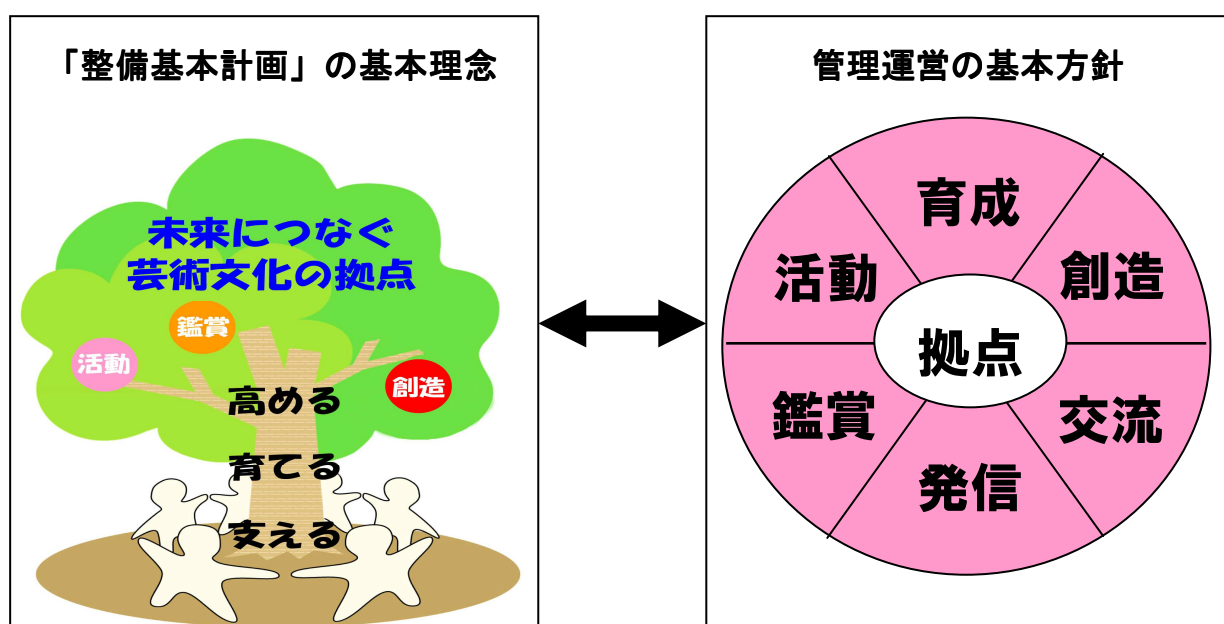 「整備基本計画」の基本理念
未来につなぐ
芸術文化の拠点
鑑賞
活動
創造
高める
育てる
支える
管理運営の基本方針
育成
活動
創造
拠点
鑑賞
交流
発信